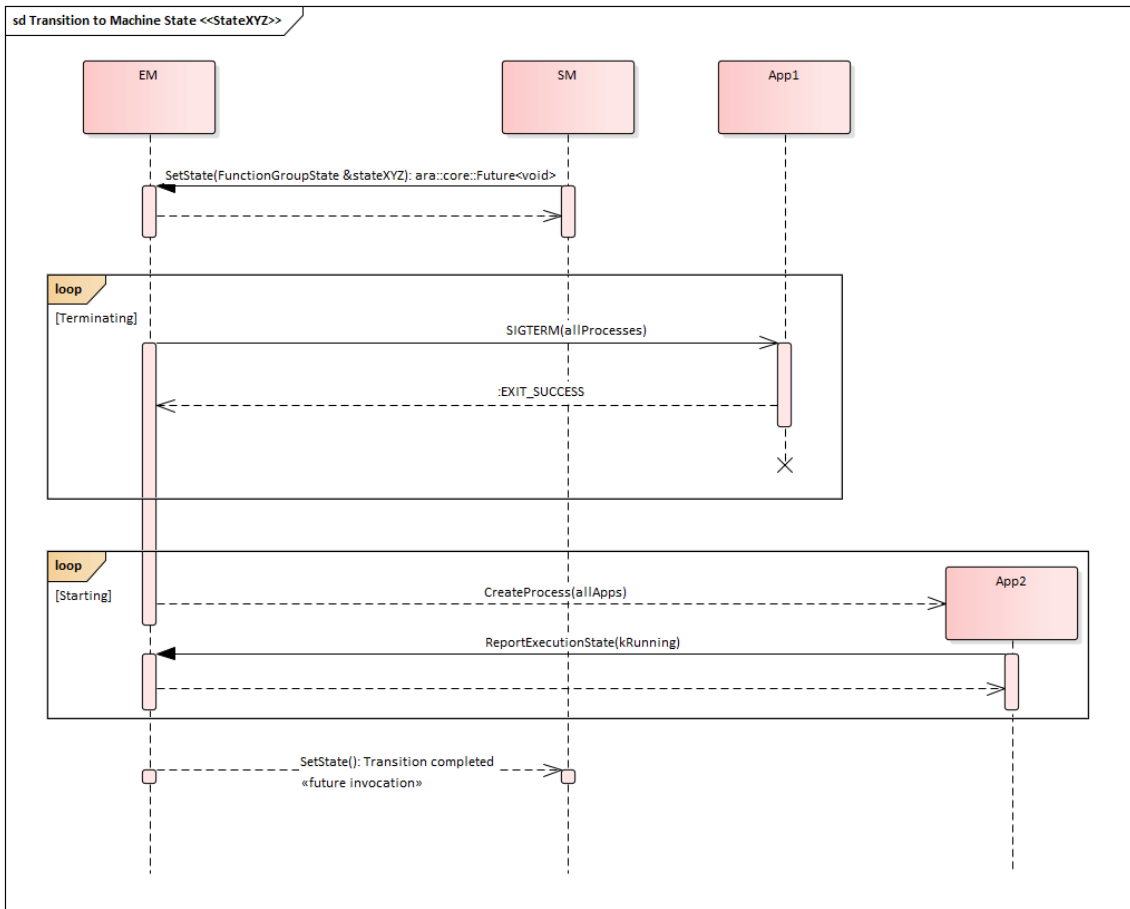 sd Transition to Machine State <<StateXYZ>>
EM
SM
App1
SetState(FunctionGroupState &stateXYZ): ara::core::Future<void>
loop
[Terminating]
SIGTERM(allProcesses)
:EXIT_SUCCESS
loop
[Starting]
App2
CreateProcess(allApps)
ReportExecutionState(kRunning)
SetState(): Transition completed
«future invocation»